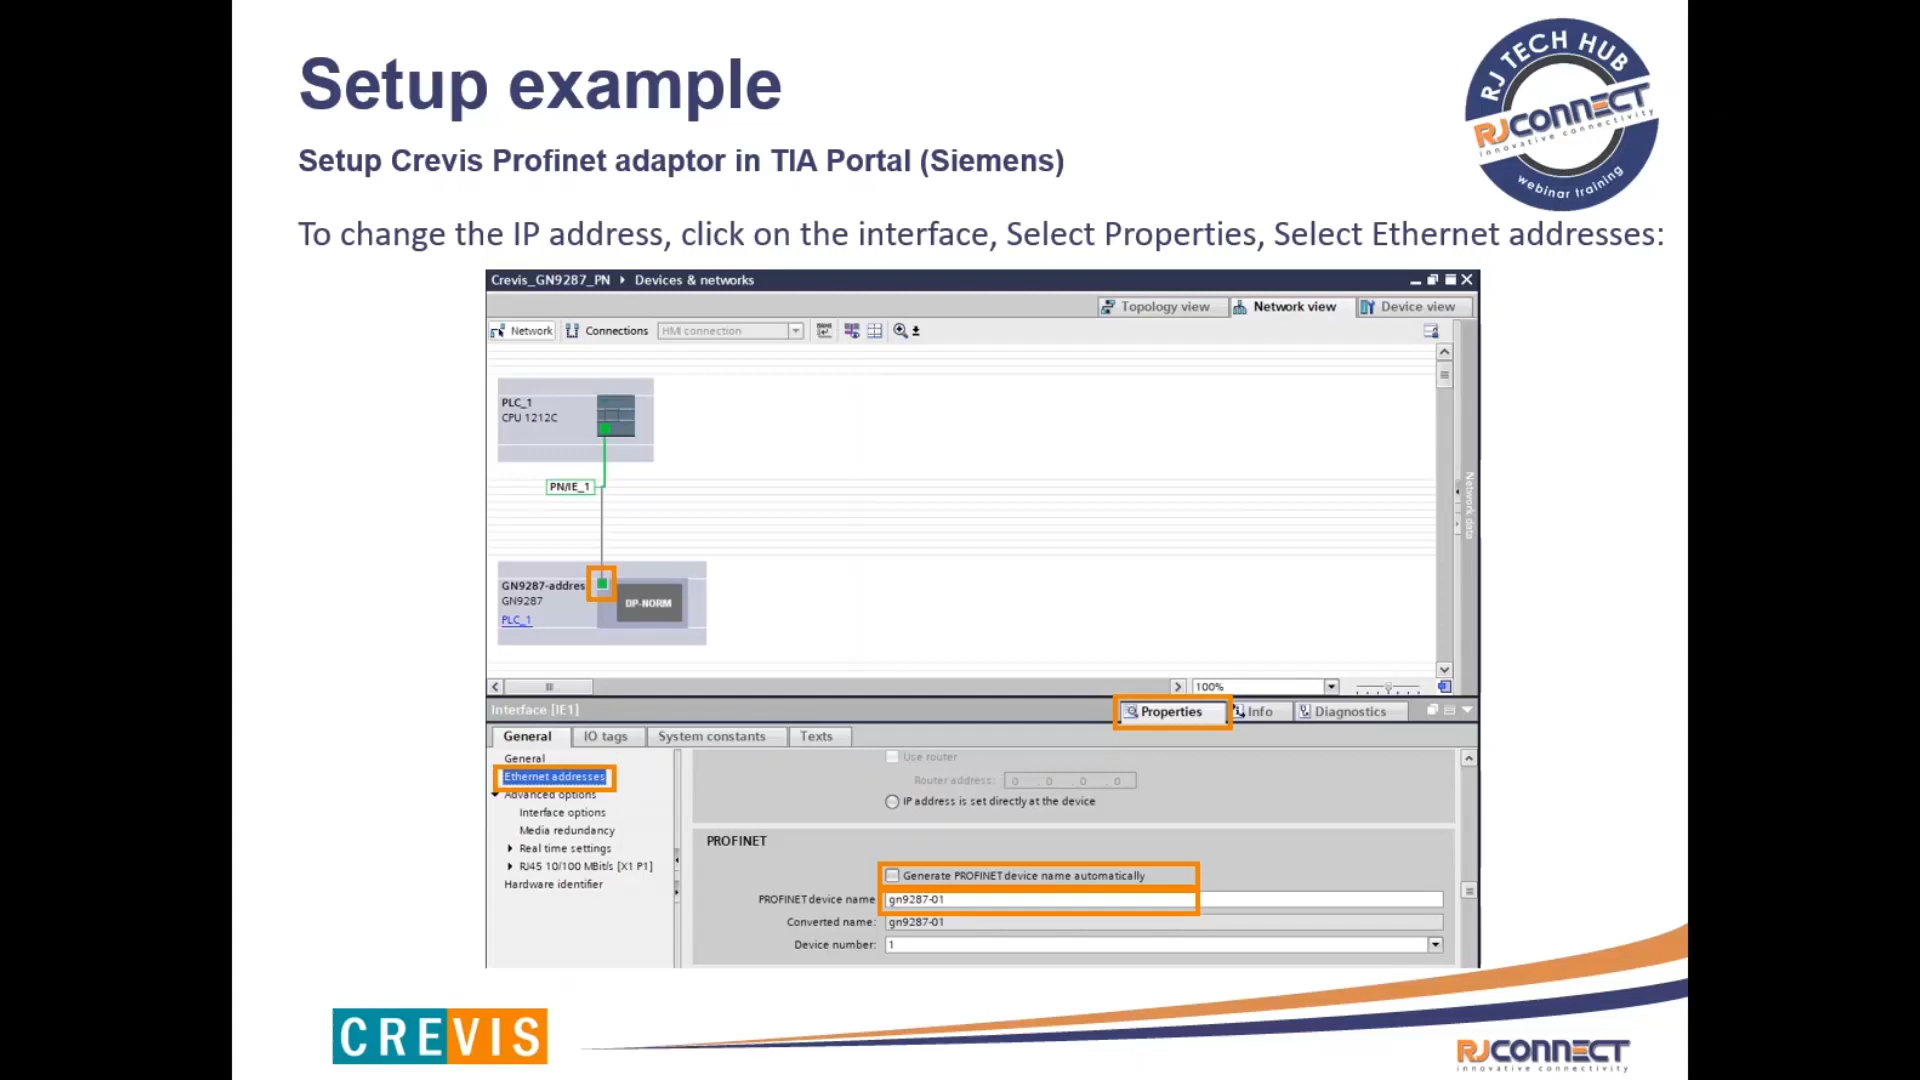 Setup example
RJ TECH HUB
RJCONNECT
innovative connectivity
webinar training
Setup Crevis Profinet adaptor in TIA Portal (Siemens)
To change the IP address, click on the interface, Select Properties, Select Ethernet addresses:
Crevis_GN9287_PN Devices & networks
Topology view Network view Device view
Network Connections HMI connection
PLC_1
CPU 1212C
PN/IE_1
Network data
GN9287-addres
GN9287
DP-NORM
PLC_1
100%
Interface [IE1] Properties Info Diagnostics
General IO tags System constants Texts
General
Ethernet addresses
Advanced options
Interface options
Media redundancy
Real time settings
RJ45 10/100 MBit/s [X1 P1]
Hardware identifier
Use router
Router address: 0 . 0 . 0 . 0
IP address is set directly at the device
PROFINET
Generate PROFINET device name automatically
PROFINET device name gn9287-01
Converted name: gn9287-01
Device number: 1
CREVIS
RJCONNECT
innovative connectivity